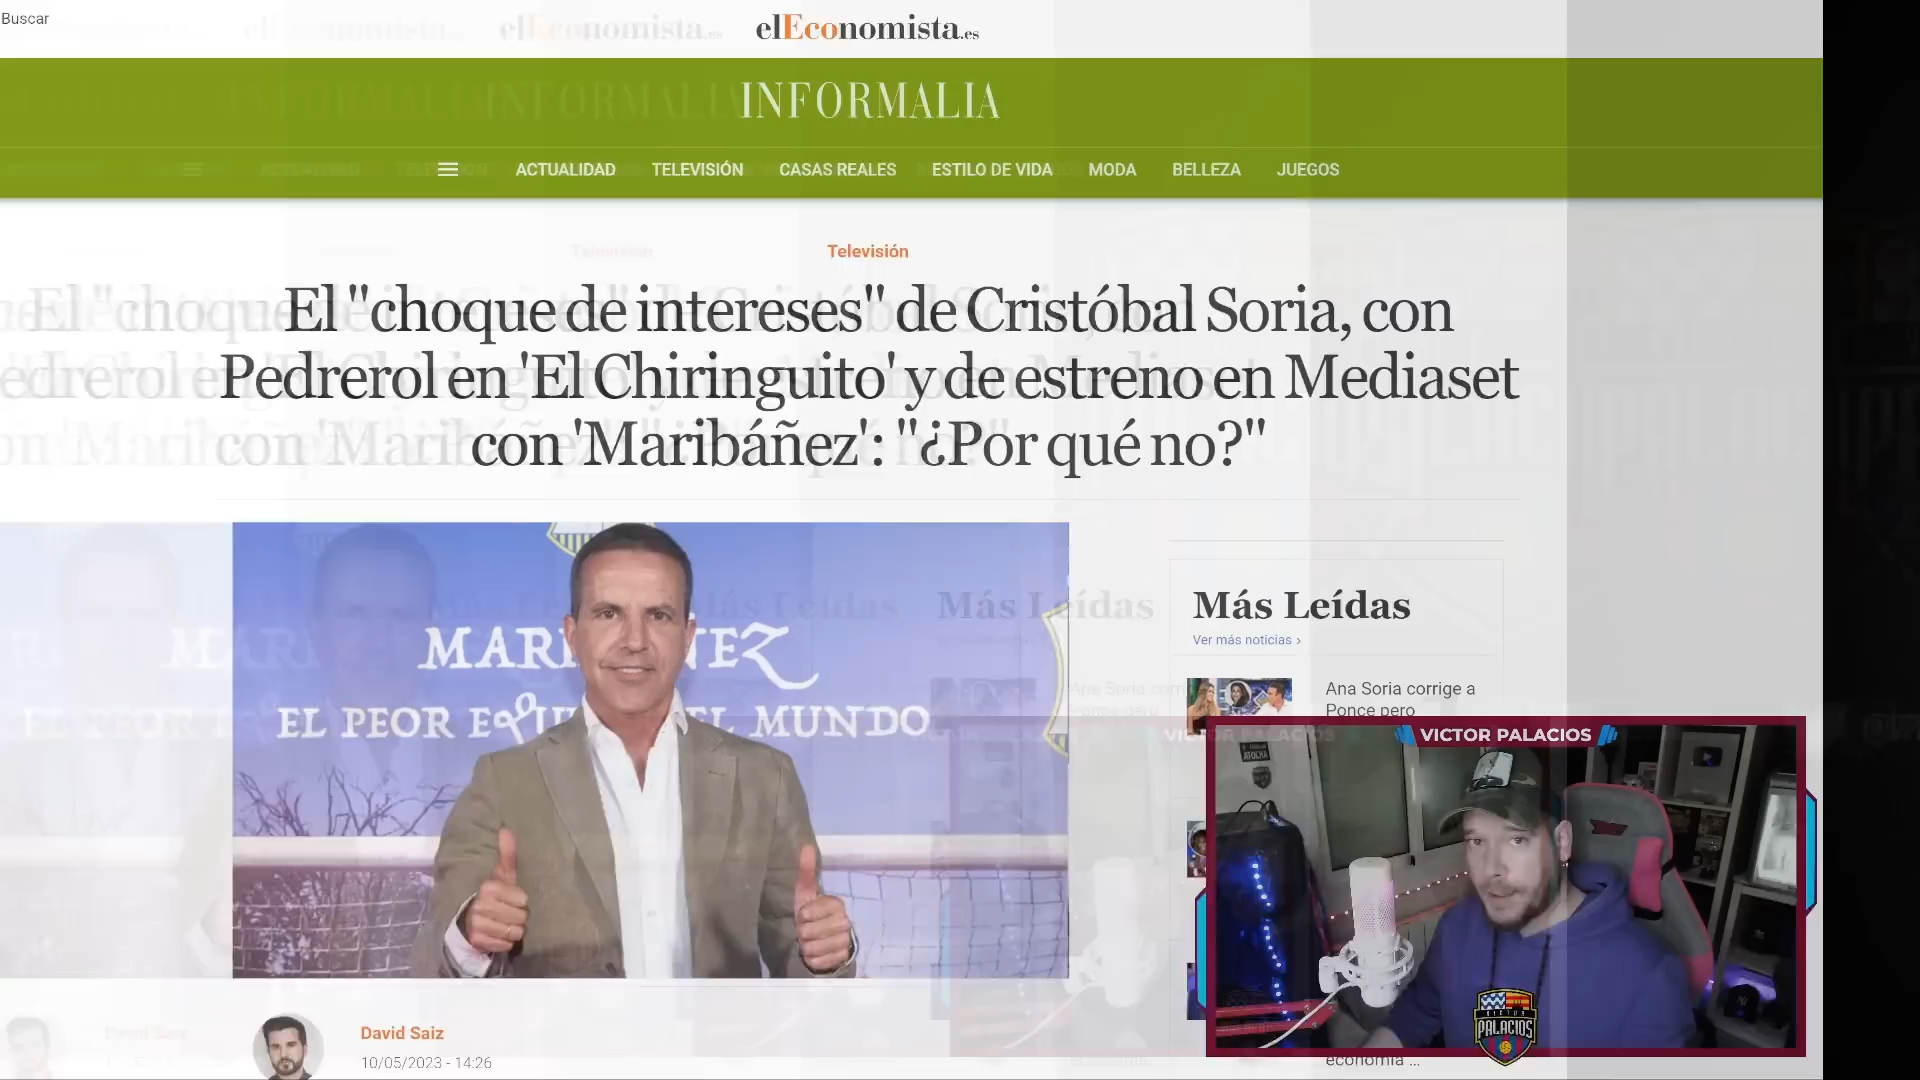 Buscar
elEconomista.es
INFORMALIA
ACTUALIDAD TELEVISIÓN CASAS REALES ESTILO DE VIDA MODA BELLEZA JUEGOS
Televisión
El "choque de intereses" de Cristóbal Soria, con
Pedrerol en 'El Chiringuito' y de estreno en Mediaset
con 'Maribáñez': "¿Por qué no?"
Más Leídas
Ver más noticias ›
Ana Soria corrige a
Ponce pero
EL PEOR
DEL MUNDO
VICTOR PALACIOS
ATOCHA
VICTOR
PALACIOS
David Saiz
10/05/2023 - 14:26
economía ...